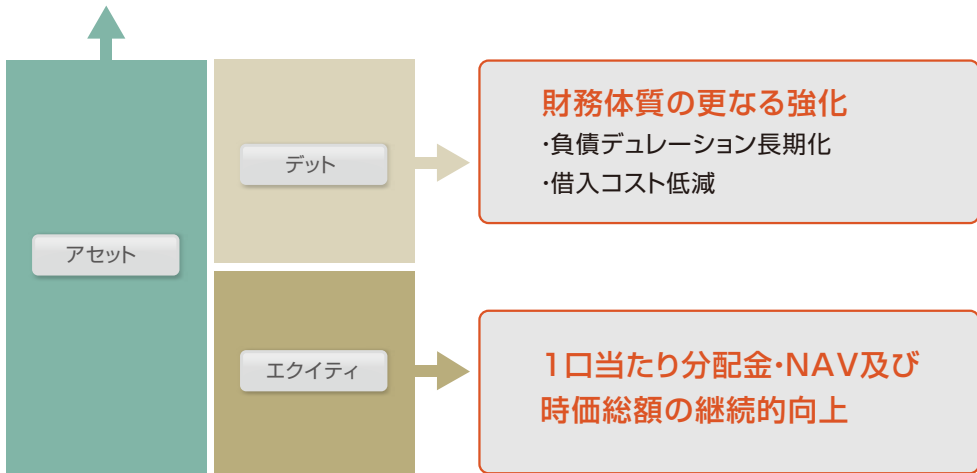 アセット
デット
財務体質の更なる強化
・負債デュレーション長期化
・借入コスト低減
エクイティ
1口当たり分配金・NAV及び
時価総額の継続的向上